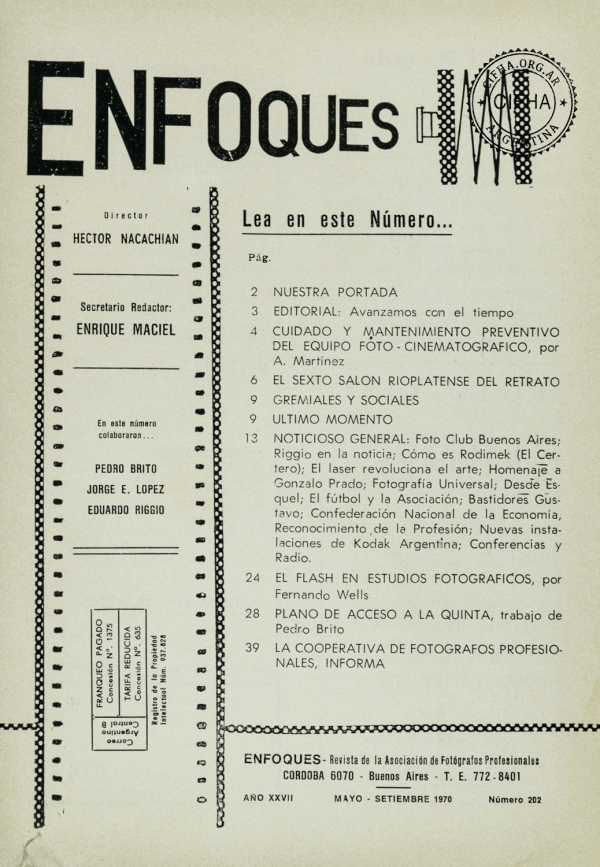 ENFOQUES
CIFHA.ORG.AR
CIFHA
ARGENTINA
Director
HECTOR NACACHIAN
Secretario Redactor:
ENRIQUE MACIEL
En este número
colaboraron...
PEDRO BRITO
JORGE E. LOPEZ
EDUARDO RIGGIO
FRANQUEO PAGADO
Concesión Nº. 1375
TARIFA REDUCIDA
Concesión Nº. 635
Correo
Argentino
Central B
Registro de la Propiedad
Intelectual Núm. 937.828
Lea en este Número...
Pág.
2 NUESTRA PORTADA
3 EDITORIAL: Avanzamos con el tiempo
4 CUIDADO Y MANTENIMIENTO PREVENTIVO
DEL EQUIPO FOTO - CINEMATOGRAFICO, por
A. Martínez
6 EL SEXTO SALON RIOPLATENSE DEL RETRATO
9 GREMIALES Y SOCIALES
9 ULTIMO MOMENTO
13 NOTICIOSO GENERAL: Foto Club Buenos Aires;
Riggio en la noticia; Cómo es Rodimek (El Cer-
tero); El laser revoluciona el arte; Homenaje a
Gonzalo Prado; Fotografía Universal; Desde Es-
quel; El fútbol y la Asociación; Bastidores Gus-
tavo; Confederación Nacional de la Economía,
Reconocimiento de la Profesión; Nuevas insta-
laciones de Kodak Argentina; Conferencias y
Radio.
24 EL FLASH EN ESTUDIOS FOTOGRAFICOS, por
Fernando Wells
28 PLANO DE ACCESO A LA QUINTA, trabajo de
Pedro Brito
39 LA COOPERATIVA DE FOTOGRAFOS PROFESIO-
NALES, INFORMA
ENFOQUES - Revista de la Asociación de Fotógrafos Profesionales
CORDOBA 6070 - Buenos Aires - T. E. 772-8401
AÑO XXVII MAYO - SETIEMBRE 1970 Número 202